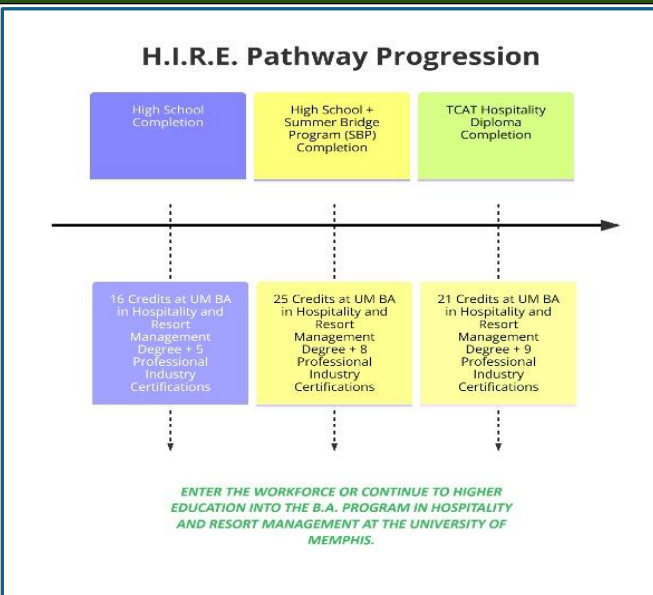 H.I.R.E. Pathway Progression
High School
Completion
High School +
Summer Bridge
Program (SBP)
Completion
TCAT Hospitality
Diploma
Completion
16 Credits at UM BA
in Hospitality and
Resort
Management
Degree + 5
Professional
Industry
Certifications
25 Credits at UM BA
in Hospitality and
Resort
Management
Degree + 8
Professional
Industry
Certifications
21 Credits at UM BA
in Hospitality and
Resort
Management
Degree + 9
Professional
Industry
Certifications
ENTER THE WORKFORCE OR CONTINUE TO HIGHER
EDUCATION INTO THE B.A. PROGRAM IN HOSPITALITY
AND RESORT MANAGEMENT AT THE UNIVERSITY OF
MEMPHIS.